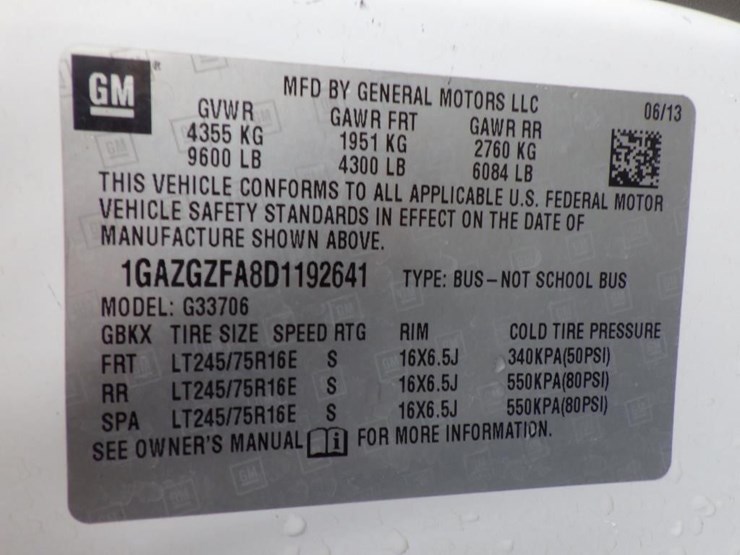 GM
MFD BY GENERAL MOTORS LLC 06/13
GVWR GAWR FRT GAWR RR
4355 KG 1951 KG 2760 KG
9600 LB 4300 LB 6084 LB
THIS VEHICLE CONFORMS TO ALL APPLICABLE U.S. FEDERAL MOTOR
VEHICLE SAFETY STANDARDS IN EFFECT ON THE DATE OF
MANUFACTURE SHOWN ABOVE.
1GAZGZFA8D1192641 TYPE: BUS–NOT SCHOOL BUS
MODEL: G33706
GBKX TIRE SIZE SPEED RTG RIM COLD TIRE PRESSURE
FRT LT245/75R16E S 16X6.5J 340KPA(50PSI)
RR LT245/75R16E S 16X6.5J 550KPA(80PSI)
SPA LT245/75R16E S 16X6.5J 550KPA(80PSI)
SEE OWNER'S MANUAL i FOR MORE INFORMATION.